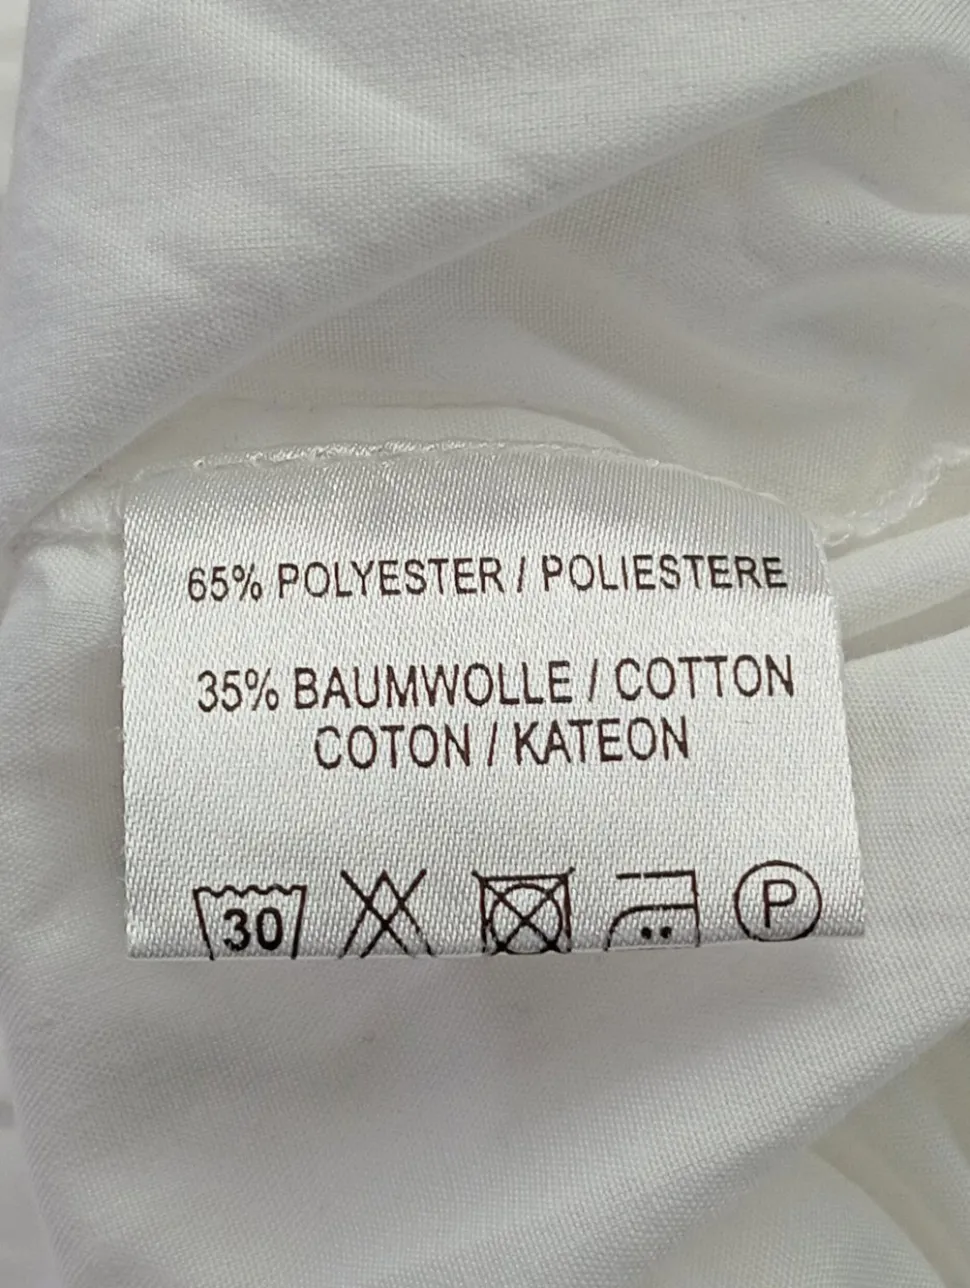 65% POLYESTER / POLIESTERE
35% BAUMWOLLE / COTTON
COTON / KATEON
30 P